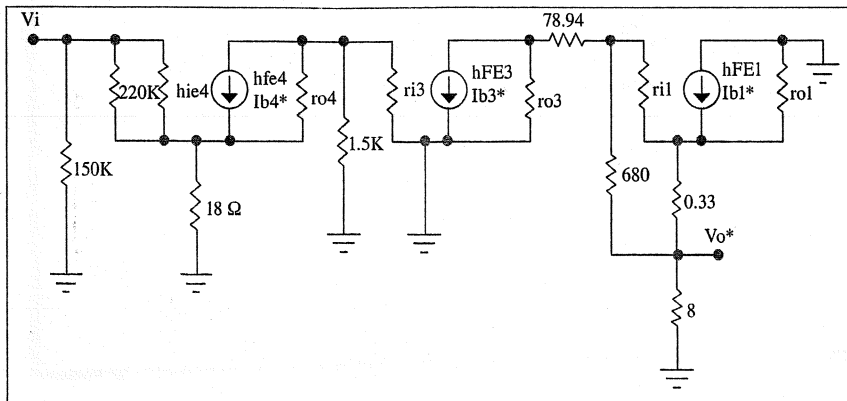 Vi
78.94
220K
hie4
hfe4
Ib4*
ro4
ri3
hFE3
Ib3*
ro3
ri1
hFE1
Ib1*
ro1
150K
18 Ω
1.5K
680
0.33
Vo*
8